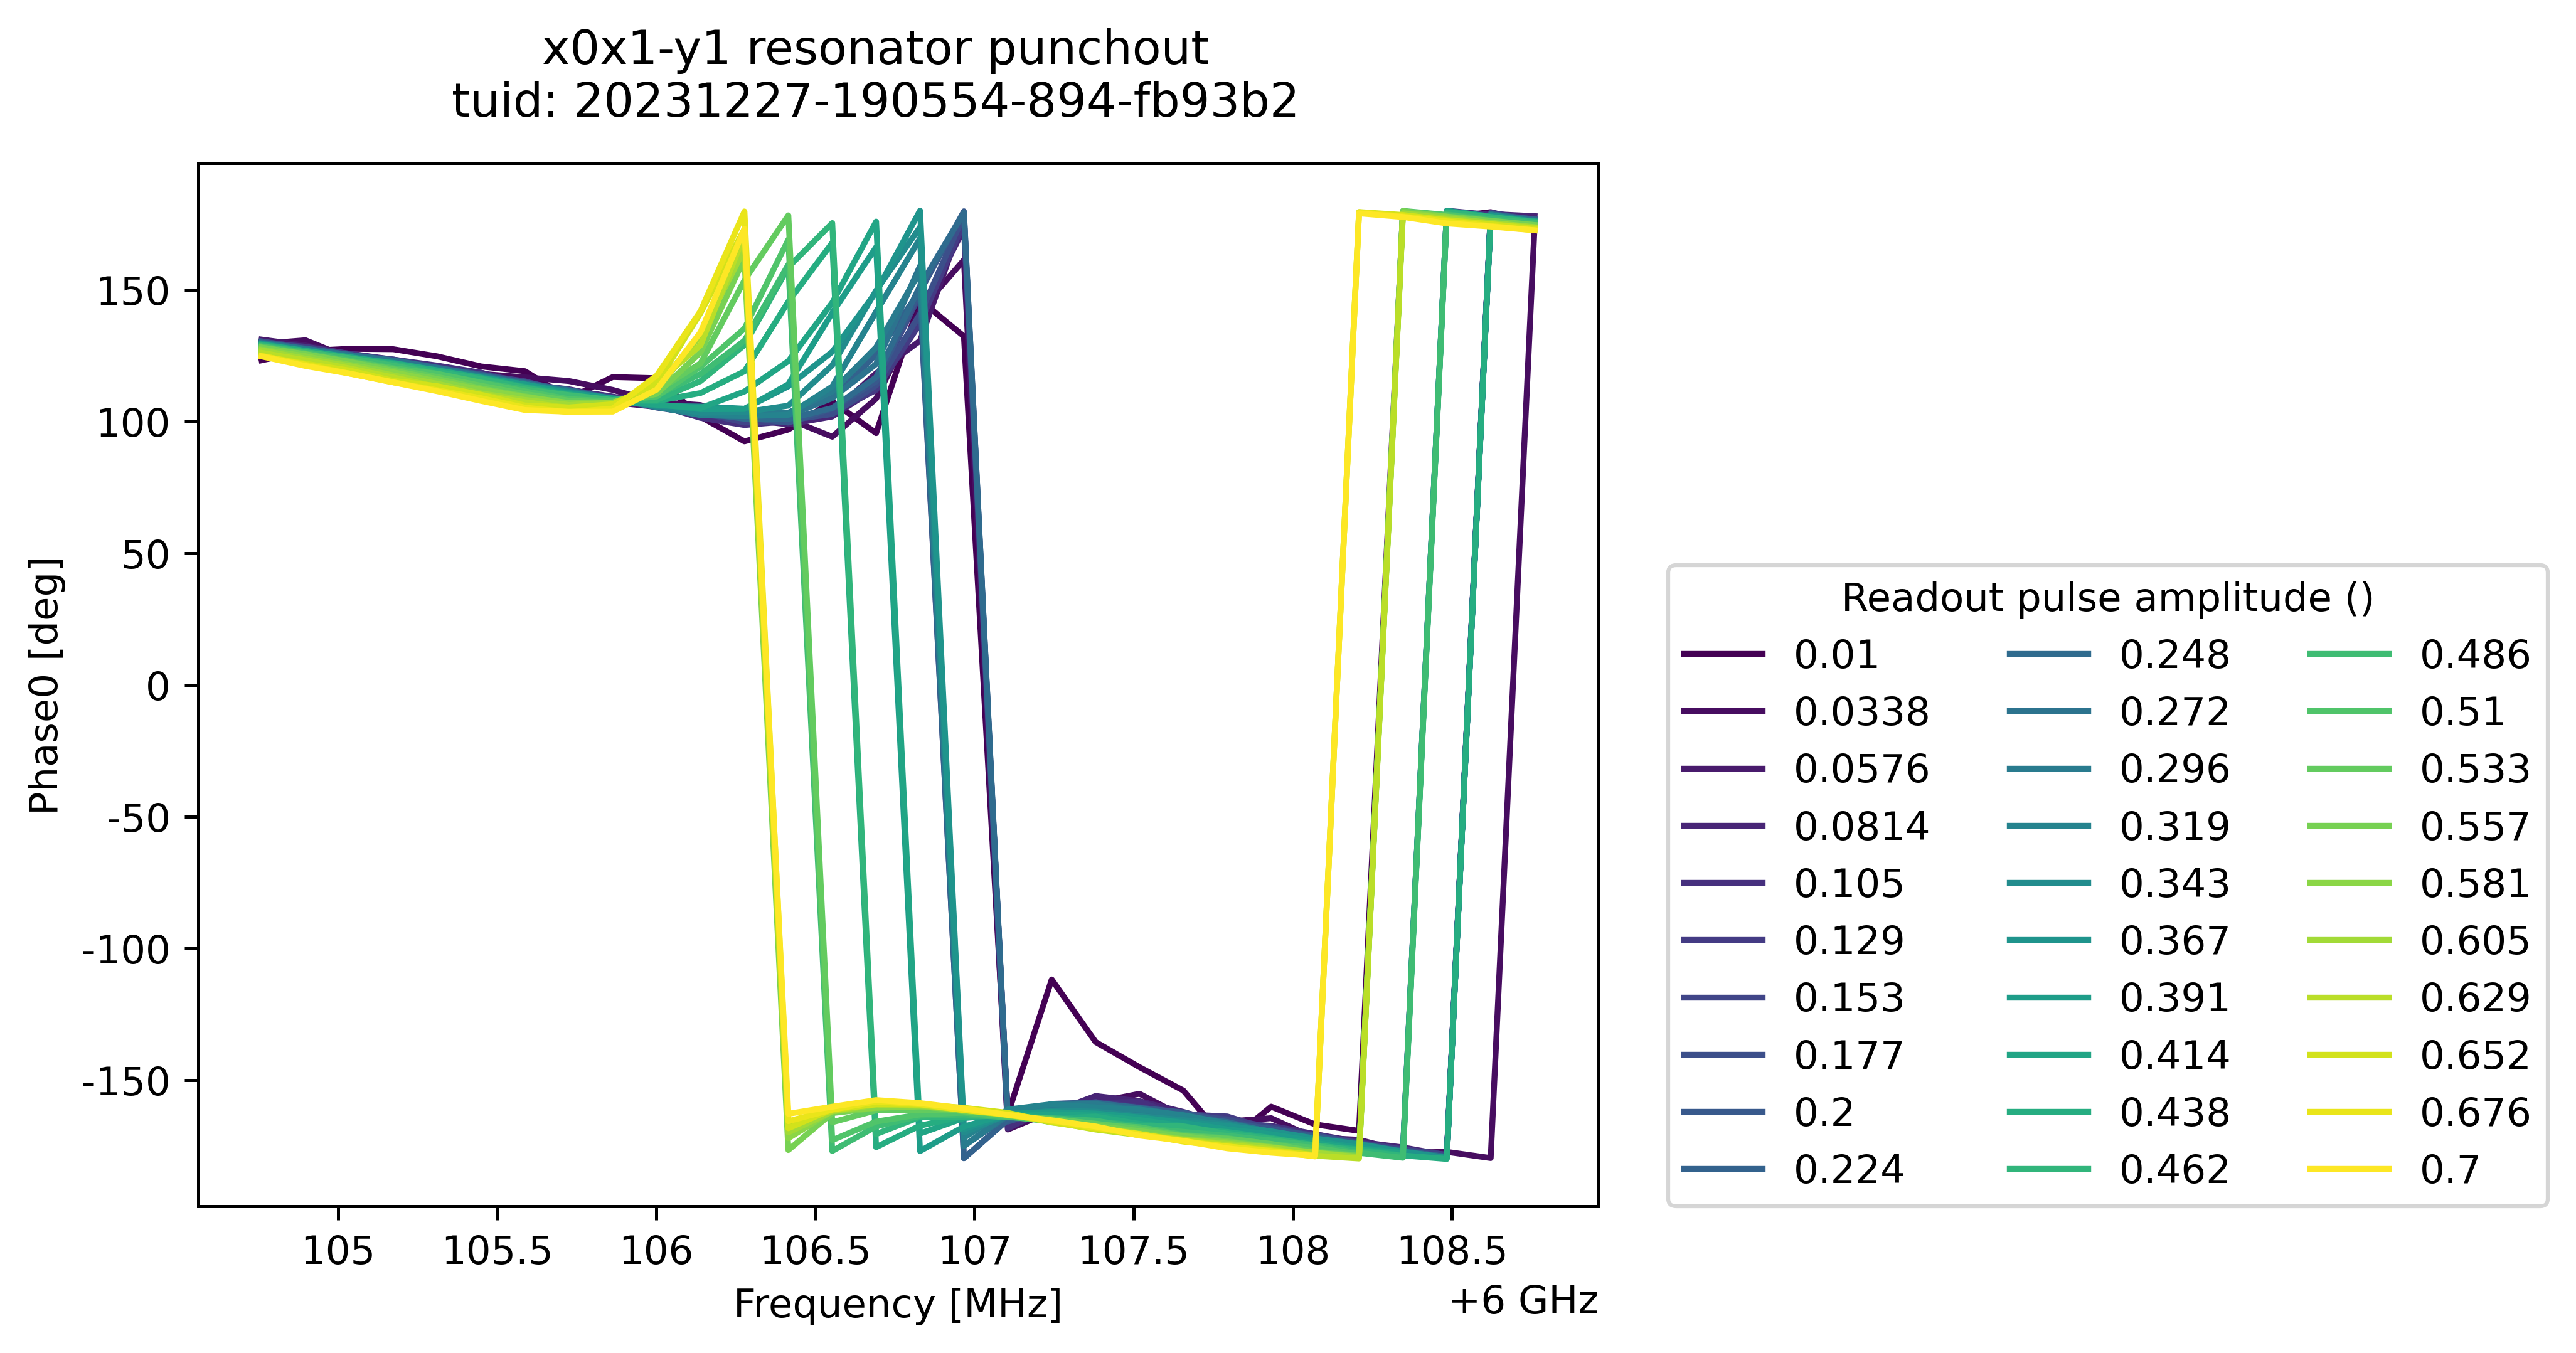 x0x1-y1 resonator punchout
tuid: 20231227-190554-894-fb93b2
Phase0 [deg]
150
100
50
0
-50
-100
-150
105 105.5 106 106.5 107 107.5 108 108.5
Frequency [MHz]
+6 GHz
Readout pulse amplitude ()
0.01 0.248 0.486
0.0338 0.272 0.51
0.0576 0.296 0.533
0.0814 0.319 0.557
0.105 0.343 0.581
0.129 0.367 0.605
0.153 0.391 0.629
0.177 0.414 0.652
0.2 0.438 0.676
0.224 0.462 0.7